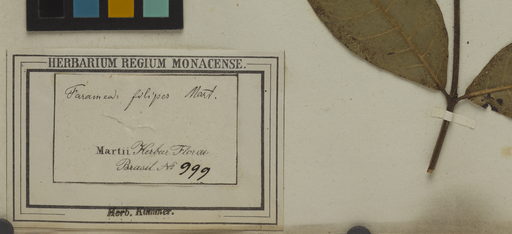 HERBARIUM REGIUM MONACENSE.
Faramea filipes Mart.
Martii Herbar. Florae
Brasil. No 999
Herb. Kummer.